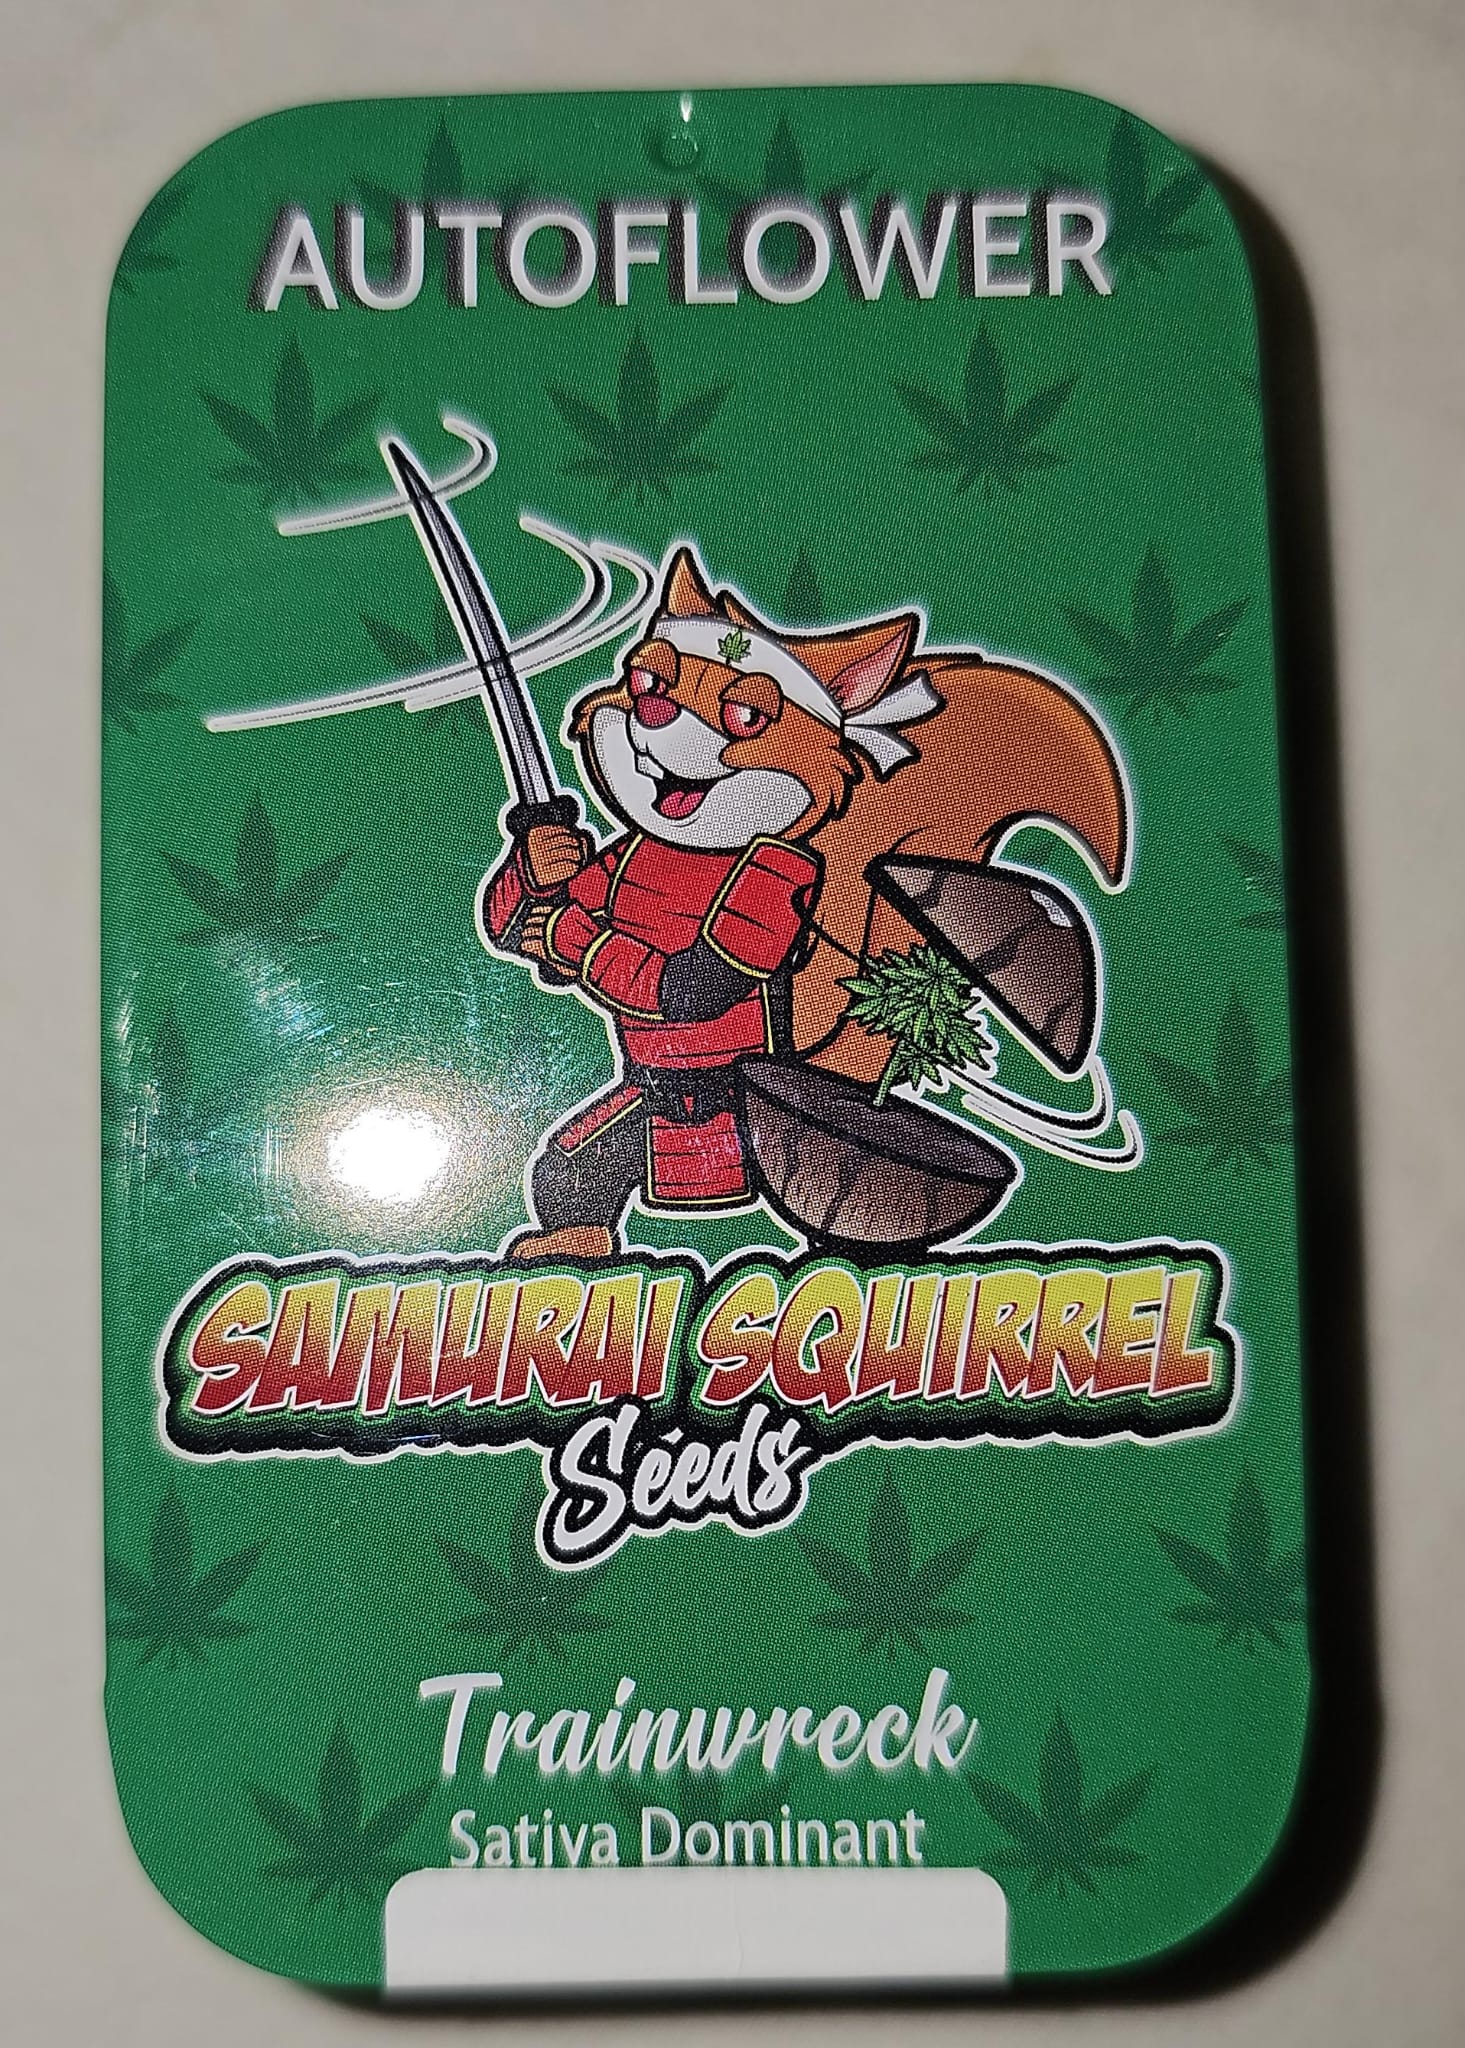 AUTOFLOWER
SAMURAI SQUIRREL
Seeds
Trainwreck
Sativa Dominant